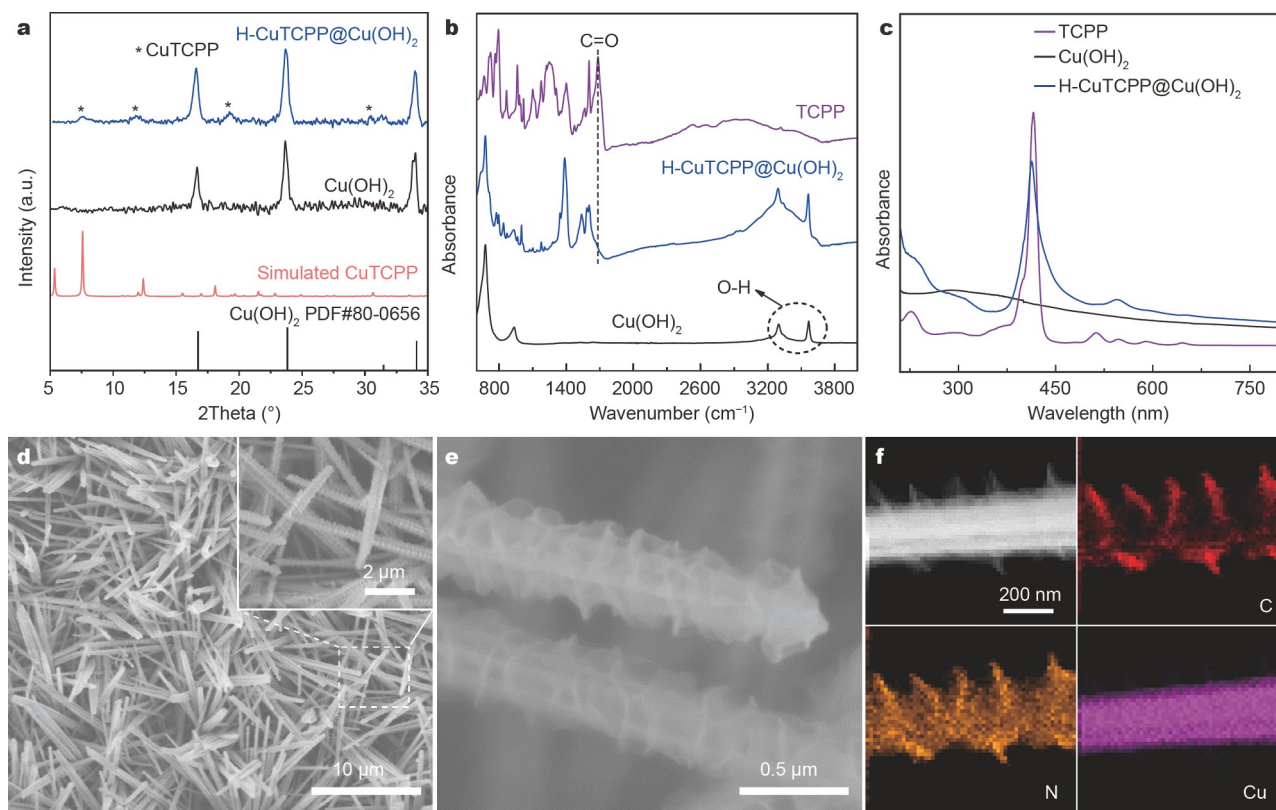 a
H-CuTCPP@Cu(OH)2
* CuTCPP
*
*
*
*
Cu(OH)2
Simulated CuTCPP
Cu(OH)2 PDF#80-0656
Intensity (a.u.)
5 10 15 20 25 30 35
2Theta (°)
b
C=O
TCPP
H-CuTCPP@Cu(OH)2
O-H
Cu(OH)2
Absorbance
800 1400 2000 2600 3200 3800
Wavenumber (cm⁻¹)
c
TCPP
Cu(OH)2
H-CuTCPP@Cu(OH)2
Absorbance
300 450 600 750
Wavelength (nm)
d
2 µm
10 µm
e
0.5 µm
f
200 nm
C
N
Cu